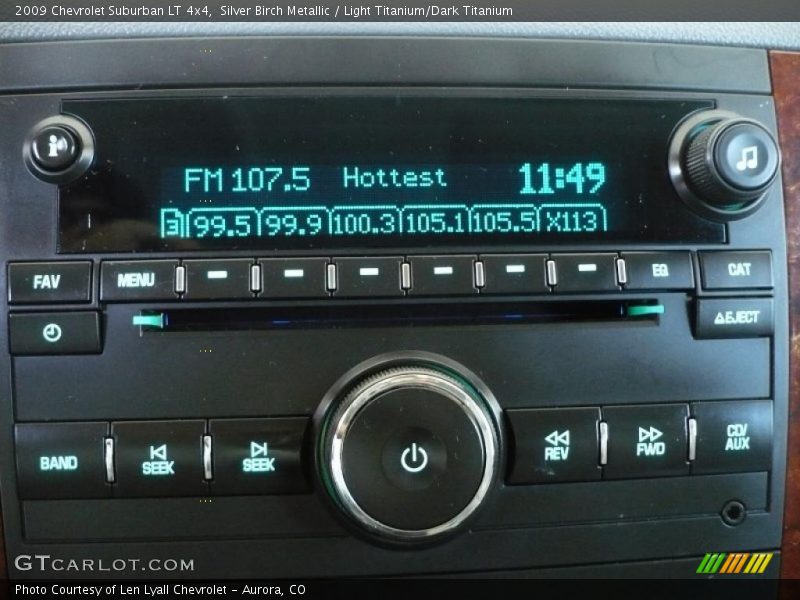 2009 Chevrolet Suburban LT 4x4, Silver Birch Metallic / Light Titanium/Dark Titanium
FM 107.5 Hottest 11:49
3 99.5 99.9 100.3 105.1 105.5 X113
FAV MENU EQ CAT
EJECT
BAND SEEK SEEK REV FWD CD/AUX
GTCARLOT.COM
Photo Courtesy of Len Lyall Chevrolet - Aurora, CO